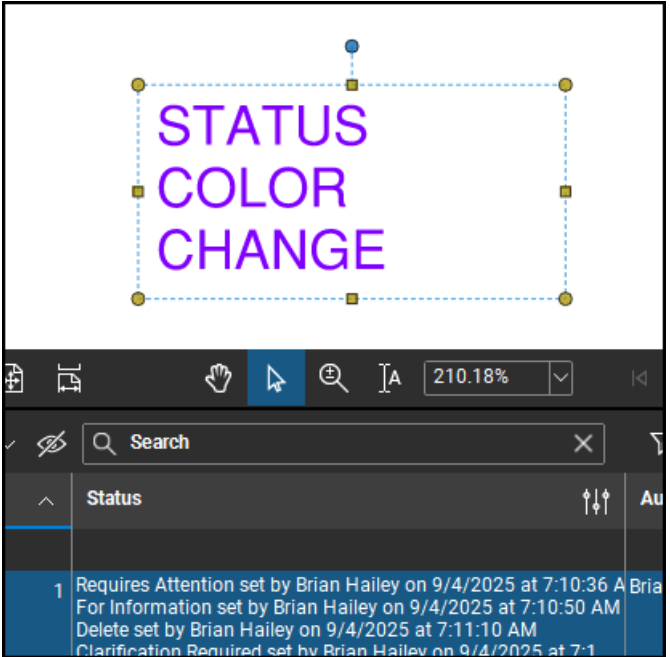 STATUS
COLOR
CHANGE
A
210.18%
Search
Status
Au
1
Requires Attention set by Brian Hailey on 9/4/2025 at 7:10:36 A
Bria
For Information set by Brian Hailey on 9/4/2025 at 7:10:50 AM
Delete set by Brian Hailey on 9/4/2025 at 7:11:10 AM
Clarification Required set by Brian Hailey on 9/4/2025 at 7:1